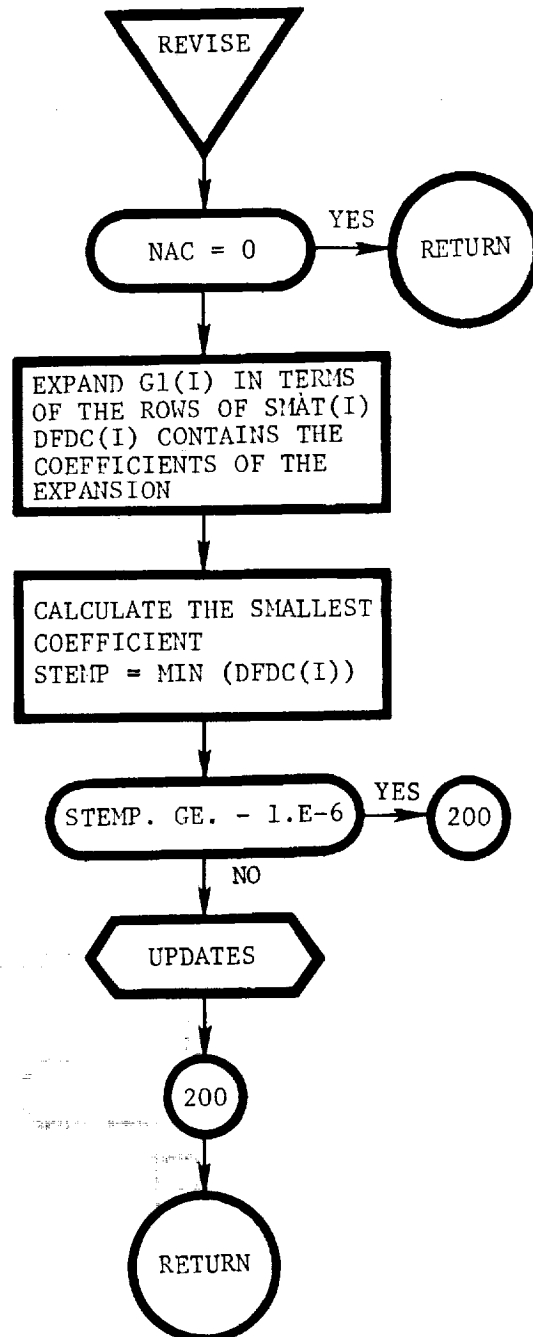 REVISE
NAC = 0
YES
RETURN
EXPAND G1(I) IN TERMS
OF THE ROWS OF SMAT(I)
DFDC(I) CONTAINS THE
COEFFICIENTS OF THE
EXPANSION
CALCULATE THE SMALLEST
COEFFICIENT
STEMP = MIN (DFDC(I))
STEMP. GE. - 1.E-6
YES
200
NO
UPDATES
200
RETURN